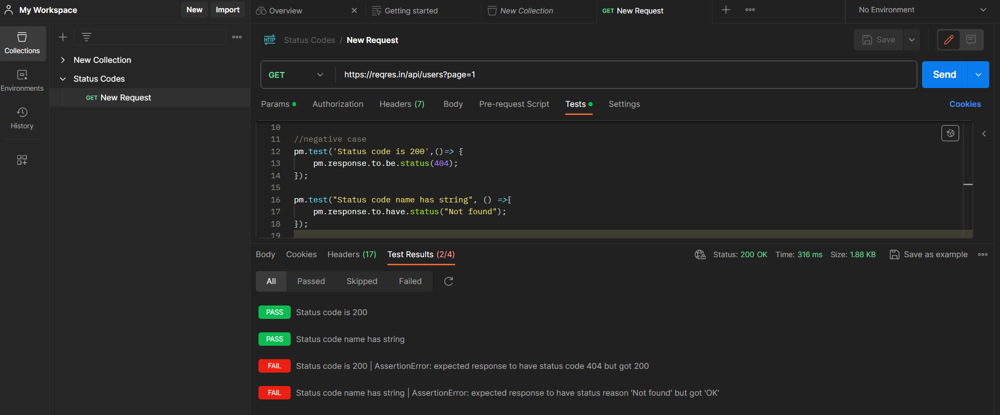 My Workspace
New
Import
Overview
Getting started
New Collection
GET New Request
No Environment
Collections
Environments
History
New Collection
Status Codes
GET New Request
HTTP
Status Codes / New Request
Save
GET
https://reqres.in/api/users?page=1
Send
Params
Authorization
Headers (7)
Body
Pre-request Script
Tests
Settings
Cookies
10
11 //negative case
12 pm.test('Status code is 200',()=> {
13 pm.response.to.be.status(404);
14 });
15
16 pm.test("Status code name has string", () =>{
17 pm.response.to.have.status("Not found");
18 });
19
Body
Cookies
Headers (17)
Test Results (2/4)
Status: 200 OK
Time: 316 ms
Size: 1.88 KB
Save as example
All
Passed
Skipped
Failed
PASS Status code is 200
PASS Status code name has string
FAIL Status code is 200 | AssertionError: expected response to have status code 404 but got 200
FAIL Status code name has string | AssertionError: expected response to have status reason 'Not found' but got 'OK'